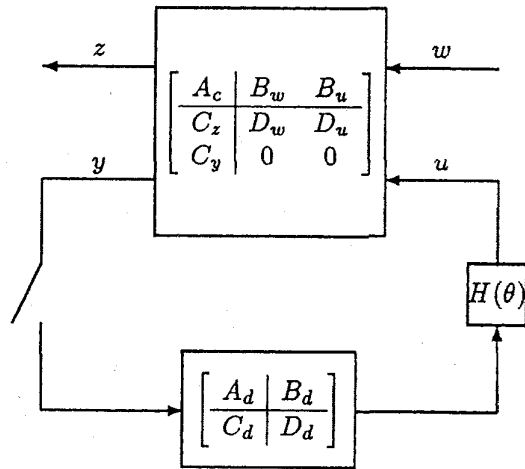 z
w
A_c B_w B_u
C_z D_w D_u
C_y 0 0
y
u
H(θ)
A_d B_d
C_d D_d